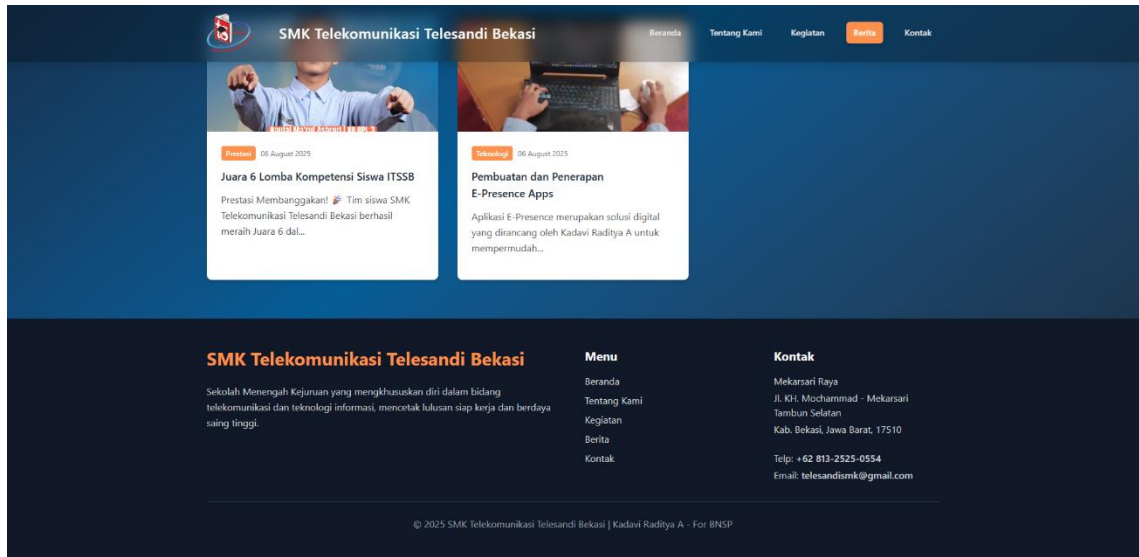 SMK Telekomunikasi Telesandi Bekasi
Beranda
Tentang Kami
Kegiatan
Berita
Kontak
Prestasi
06 August 2025
Juara 6 Lomba Kompetensi Siswa ITSSB
Prestasi Membanggakan! 🎉 Tim siswa SMK
Telekomunikasi Telesandi Bekasi berhasil
meraih Juara 6 dal...
Teknologi
06 August 2025
Pembuatan dan Penerapan
E-Presence Apps
Aplikasi E-Presence merupakan solusi digital
yang dirancang oleh Kadavi Raditya A untuk
mempermudah...
SMK Telekomunikasi Telesandi Bekasi
Sekolah Menengah Kejuruan yang mengkhususkan diri dalam bidang
telekomunikasi dan teknologi informasi, mencetak lulusan siap kerja dan berdaya
saing tinggi.
Menu
Beranda
Tentang Kami
Kegiatan
Berita
Kontak
Kontak
Mekarsari Raya
Jl. KH. Mochammad - Mekarsari
Tambun Selatan
Kab. Bekasi, Jawa Barat, 17510
Telp: +62 813-2525-0554
Email: telesandismk@gmail.com
© 2025 SMK Telekomunikasi Telesandi Bekasi | Kadavi Raditya A - For BNSP